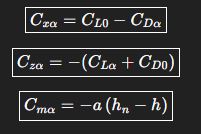 C_{xα} = C_{L0} − C_{Dα}
C_{zα} = −(C_{Lα} + C_{D0})
C_{mα} = −a (h_n − h)